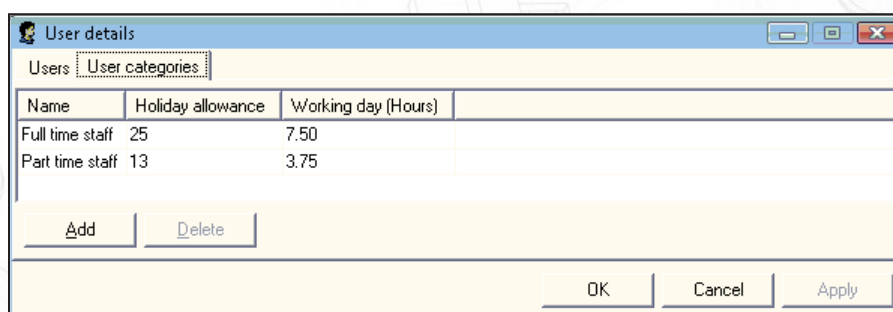 User details
Users User categories
Name Holiday allowance Working day (Hours)
Full time staff 25 7.50
Part time staff 13 3.75
Add Delete
OK Cancel Apply